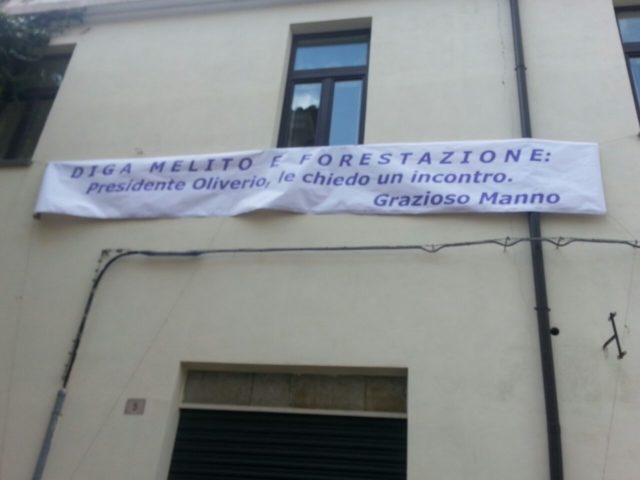 DIGA MELITO E FORESTAZIONE:
Presidente Oliverio, le chiedo un incontro.
Grazioso Manno